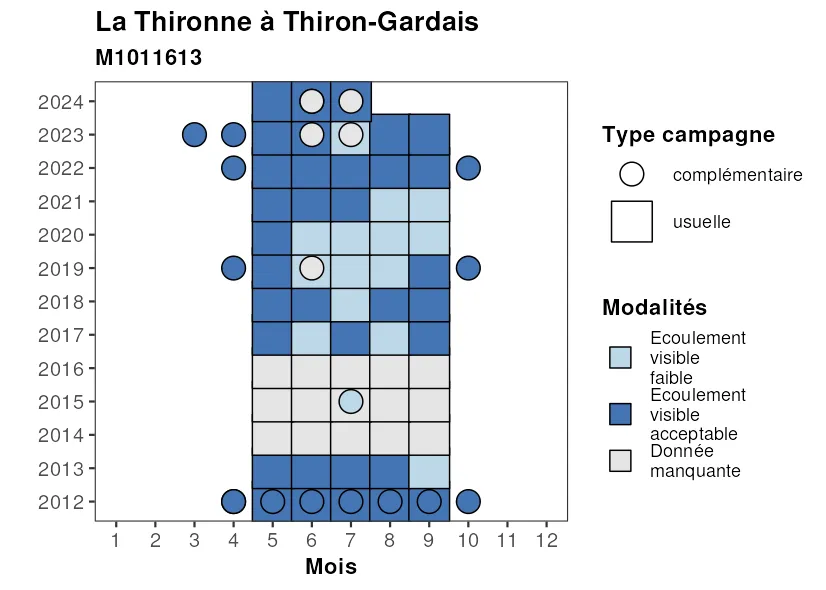 La Thironne à Thiron-Gardais
M1011613
2024
2023
2022
2021
2020
2019
2018
2017
2016
2015
2014
2013
2012
1 2 3 4 5 6 7 8 9 10 11 12
Mois
Type campagne
complémentaire
usuelle
Modalités
Ecoulement
visible
faible
Ecoulement
visible
acceptable
Donnée
manquante